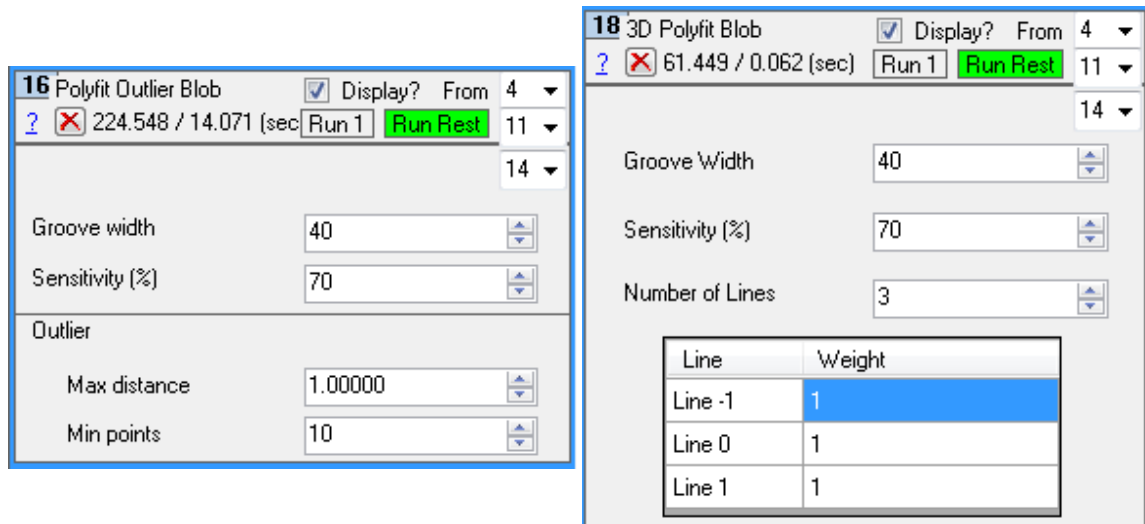 16 Polyfit Outlier Blob Display? From 4
? 224.548 / 14.071 (sec Run 1 Run Rest 11
14
Groove width 40
Sensitivity (%) 70
Outlier
Max distance 1.00000
Min points 10
18 3D Polyfit Blob Display? From 4
? 61.449 / 0.062 (sec) Run 1 Run Rest 11
14
Groove Width 40
Sensitivity (%) 70
Number of Lines 3
Line Weight
Line -1 1
Line 0 1
Line 1 1